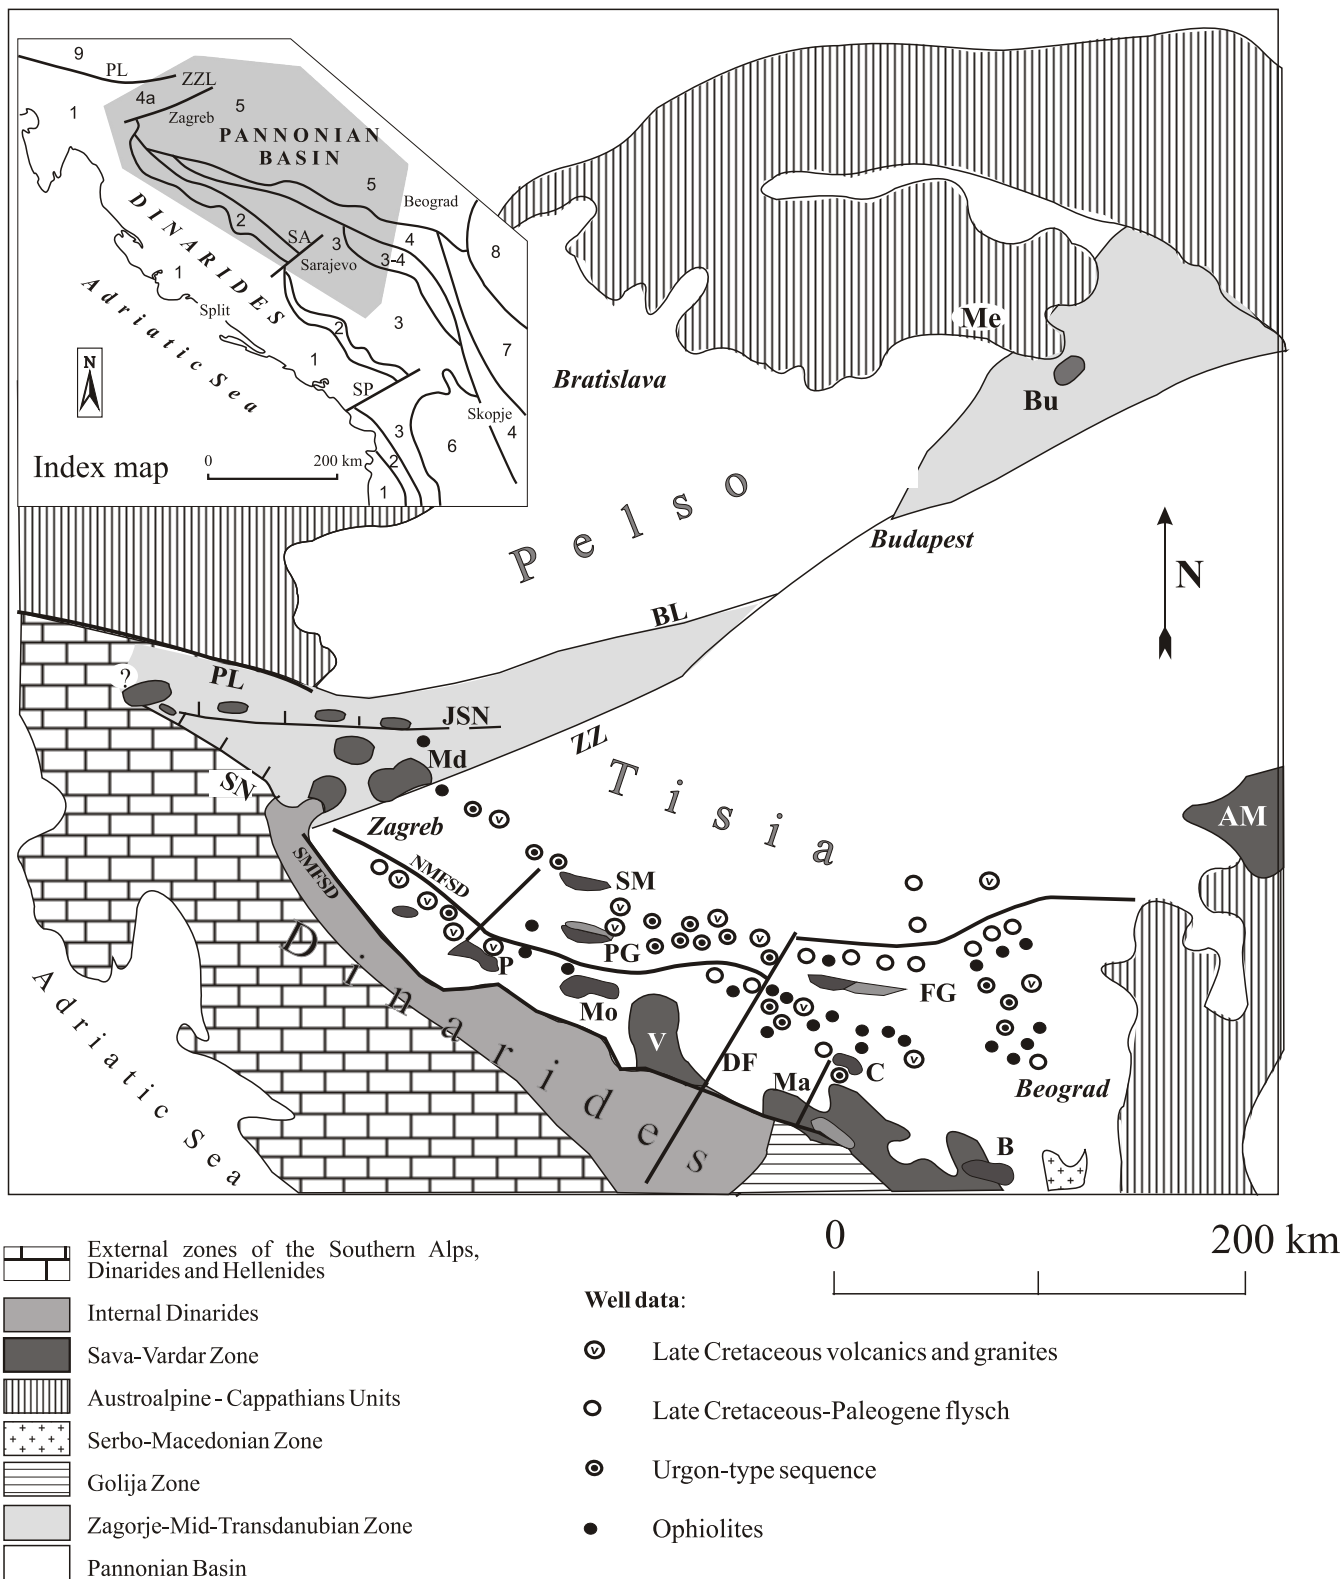 9
PL
ZZL
4a
5
1
Zagreb
PANNONIAN
BASIN
5
Beograd
DINARIDES
2
SA
3
4
8
3-4
Sarajevo
1
Adriatic Sea
Split
2
3
1
7
N
SP
Skopje
3
4
6
2
1
Index map
0
200 km
Me
Bratislava
Bu
Pelso
Budapest
N
BL
?
PL
JSN
ZZ
Md
SN
Tisia
AM
Zagreb
SMFSD
NMFSD
SM
Dinarides
PG
P
FG
Mo
V
DF
Ma
C
Beograd
B
Adriatic Sea
0
200 km
External zones of the Southern Alps,
Dinarides and Hellenides
Internal Dinarides
Sava-Vardar Zone
Austroalpine - Cappathians Units
Serbo-Macedonian Zone
Golija Zone
Zagorje-Mid-Transdanubian Zone
Pannonian Basin
Well data:
v Late Cretaceous volcanics and granites
Late Cretaceous-Paleogene flysch
Urgon-type sequence
Ophiolites